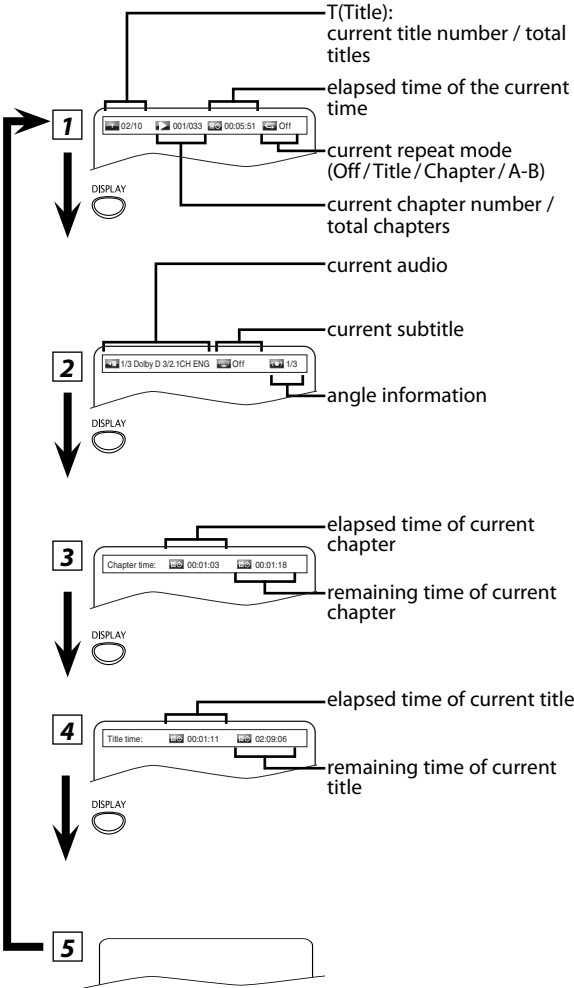 T(Title):
current title number / total
titles
elapsed time of the current
time
1
02/10 001/033 00:05:51 Off
current repeat mode
(Off / Title / Chapter / A-B)
DISPLAY
current chapter number /
total chapters
current audio
current subtitle
2
1/3 Dolby D 3/2.1CH ENG Off 1/3
angle information
DISPLAY
elapsed time of current
chapter
3
Chapter time: 00:01:03 00:01:18
remaining time of current
chapter
DISPLAY
elapsed time of current title
4
Title time: 00:01:11 02:09:06
remaining time of current
title
DISPLAY
5